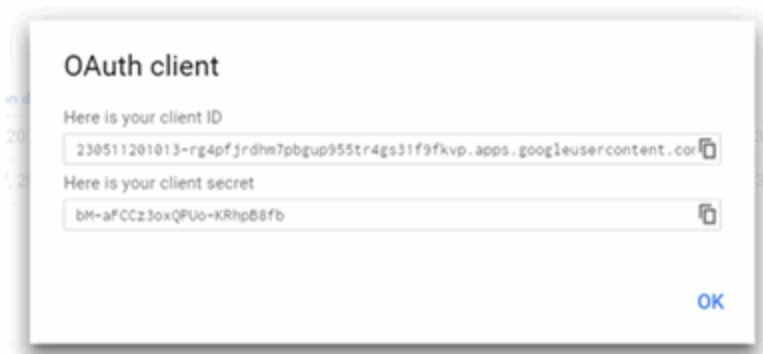 OAuth client
Here is your client ID
230511201013-rg4pfjrdhm7pbgup955tr4gs31f9fkvp.apps.googleusercontent.co
Here is your client secret
bM-aFCCz3oxQPUo-KRhpB8fb
OK